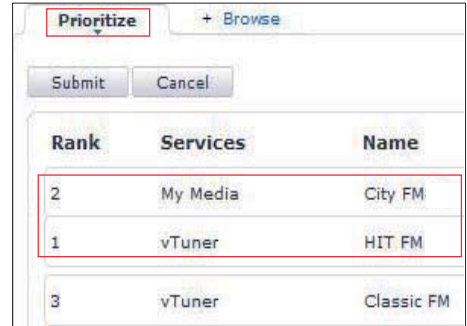 Prioritize + Browse
Submit Cancel
Rank Services Name
2 My Media City FM
1 vTuner HIT FM
3 vTuner Classic FM